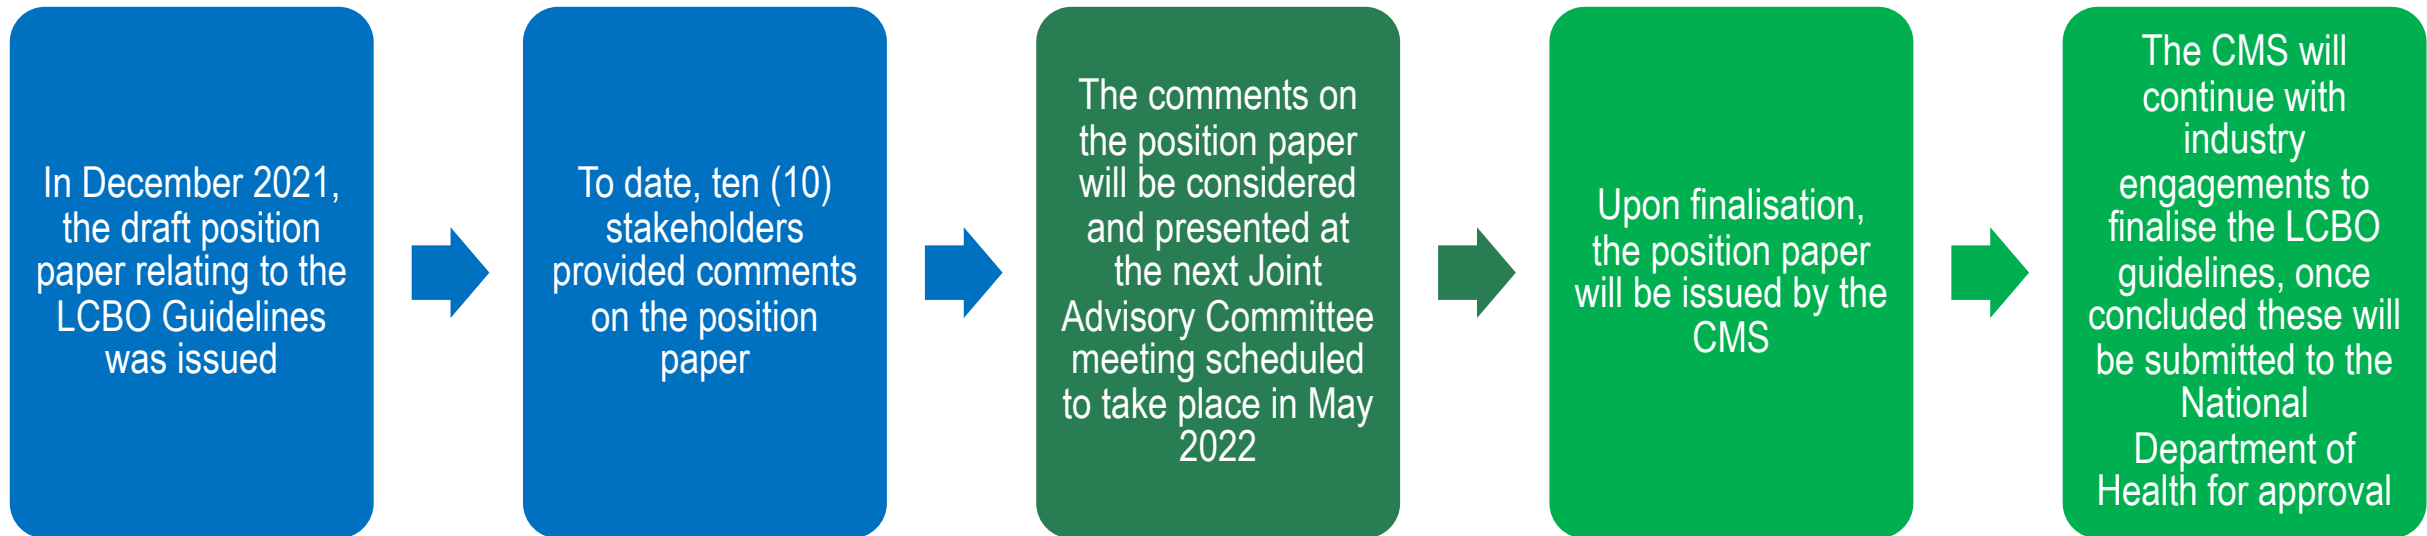 In December 2021,
the draft position
paper relating to the
LCBO Guidelines
was issued
To date, ten (10)
stakeholders
provided comments
on the position
paper
The comments on
the position paper
will be considered
and presented at
the next Joint
Advisory Committee
meeting scheduled
to take place in May
2022
Upon finalisation,
the position paper
will be issued by the
CMS
The CMS will
continue with
industry
engagements to
finalise the LCBO
guidelines, once
concluded these will
be submitted to the
National
Department of
Health for approval